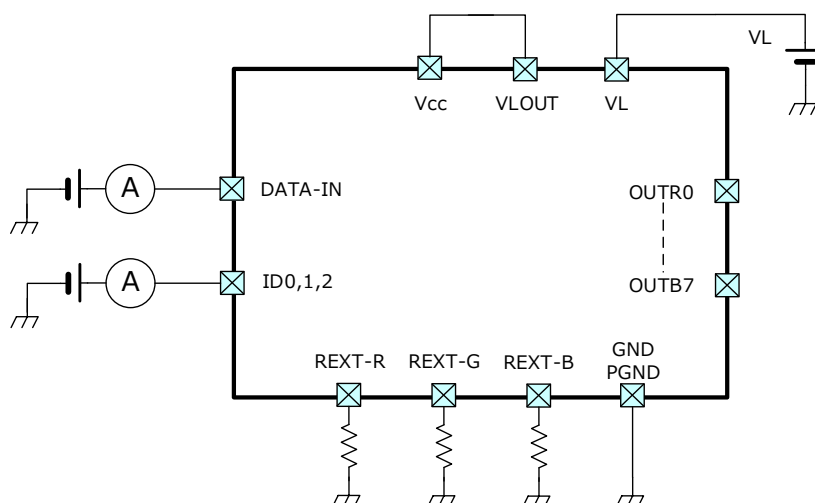 VL
Vcc
VLOUT
VL
A
DATA-IN
OUTR0
A
ID0,1,2
OUTB7
REXT-R
REXT-G
REXT-B
GND
PGND